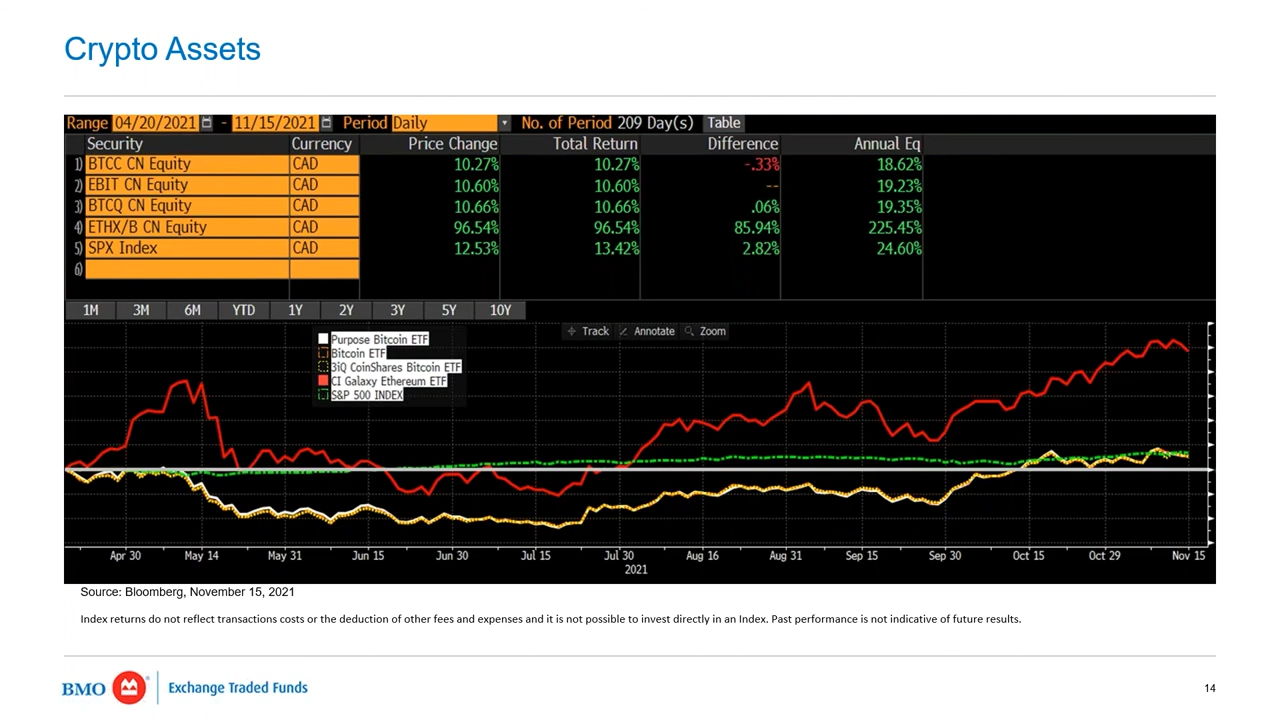 Crypto Assets
Range 04/20/2021 - 11/15/2021 Period Daily No. of Period 209 Day(s) Table
Security Currency Price Change Total Return Difference Annual Eq
1) BTCC CN Equity CAD 10.27% 10.27% -.33% 18.62%
2) EBIT CN Equity CAD 10.60% 10.60% -- 19.23%
3) BTCQ CN Equity CAD 10.66% 10.66% .06% 19.35%
4) ETHX/B CN Equity CAD 96.54% 96.54% 85.94% 225.45%
5) SPX Index CAD 12.53% 13.42% 2.82% 24.60%
6)
1M 3M 6M YTD 1Y 2Y 3Y 5Y 10Y
Track Annotate Zoom
Purpose Bitcoin ETF
Bitcoin ETF
3iQ CoinShares Bitcoin ETF
CI Galaxy Ethereum ETF
S&P 500 INDEX
Apr 30 May 14 May 31 Jun 15 Jun 30 Jul 15 Jul 30 Aug 16 Aug 31 Sep 15 Sep 30 Oct 15 Oct 29 Nov 15
2021
Source: Bloomberg, November 15, 2021
Index returns do not reflect transactions costs or the deduction of other fees and expenses and it is not possible to invest directly in an Index. Past performance is not indicative of future results.
BMO Exchange Traded Funds
14